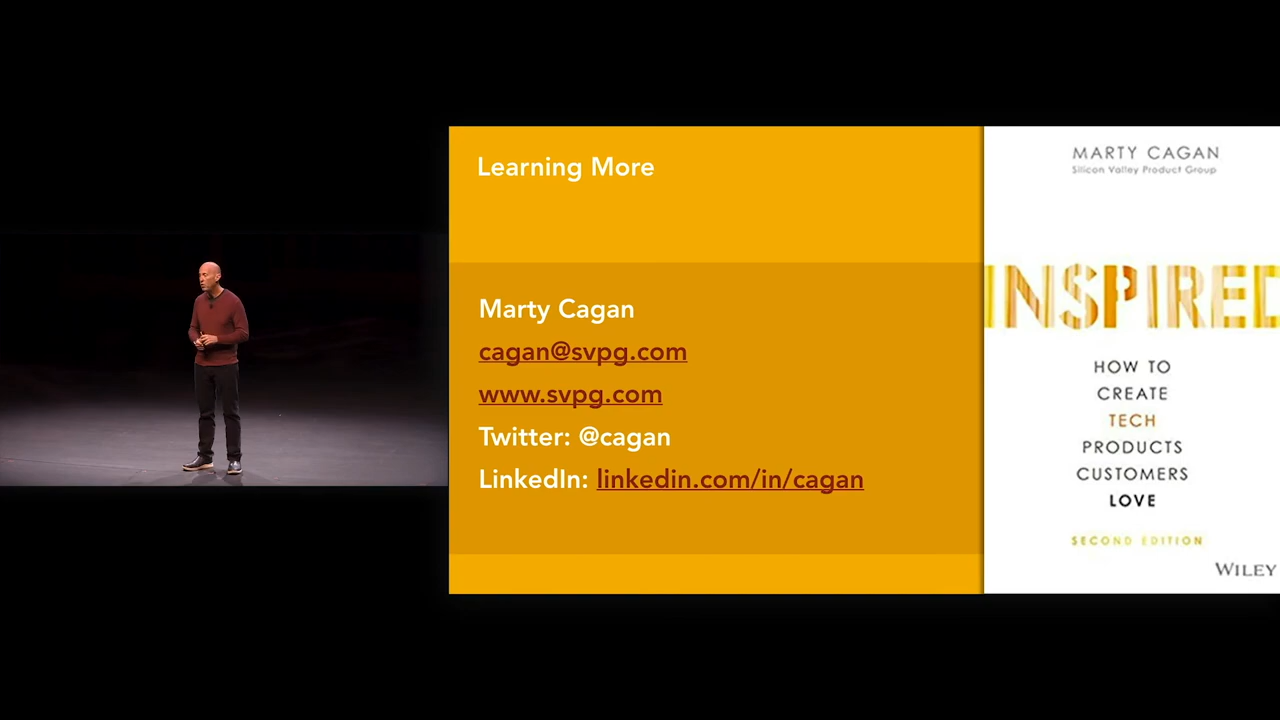 Learning More
Marty Cagan
cagan@svpg.com
www.svpg.com
Twitter: @cagan
LinkedIn: linkedin.com/in/cagan
MARTY CAGAN
Silicon Valley Product Group
INSPIRED
HOW TO
CREATE
TECH
PRODUCTS
CUSTOMERS
LOVE
SECOND EDITION
WILEY